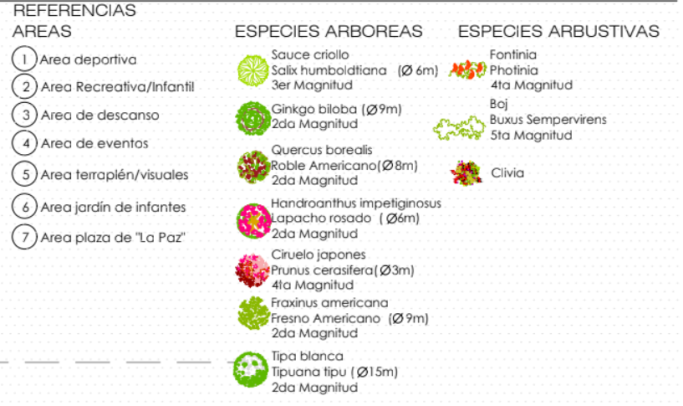 REFERENCIAS
AREAS
1 Area deportiva
2 Area Recreativa/Infantil
3 Area de descanso
4 Area de eventos
5 Area terraplén/visuales
6 Area jardín de infantes
7 Area plaza de "La Paz"
ESPECIES ARBOREAS
Sauce criollo
Salix humboldtiana (Ø 6m)
3er Magnitud
Ginkgo biloba (Ø9m)
2da Magnitud
Quercus borealis
Roble Americano(Ø8m)
2da Magnitud
Handroanthus impetiginosus
Lapacho rosado ( Ø6m)
2da Magnitud
Ciruelo japones
Prunus cerasifera(Ø3m)
4ta Magnitud
Fraxinus americana
Fresno Americano (Ø9m)
2da Magnitud
Tipa blanca
Tipuana tipu ( Ø15m)
2da Magnitud
ESPECIES ARBUSTIVAS
Fontinia
Photinia
4ta Magnitud
Boj
Buxus Sempervirens
5ta Magnitud
Clivia